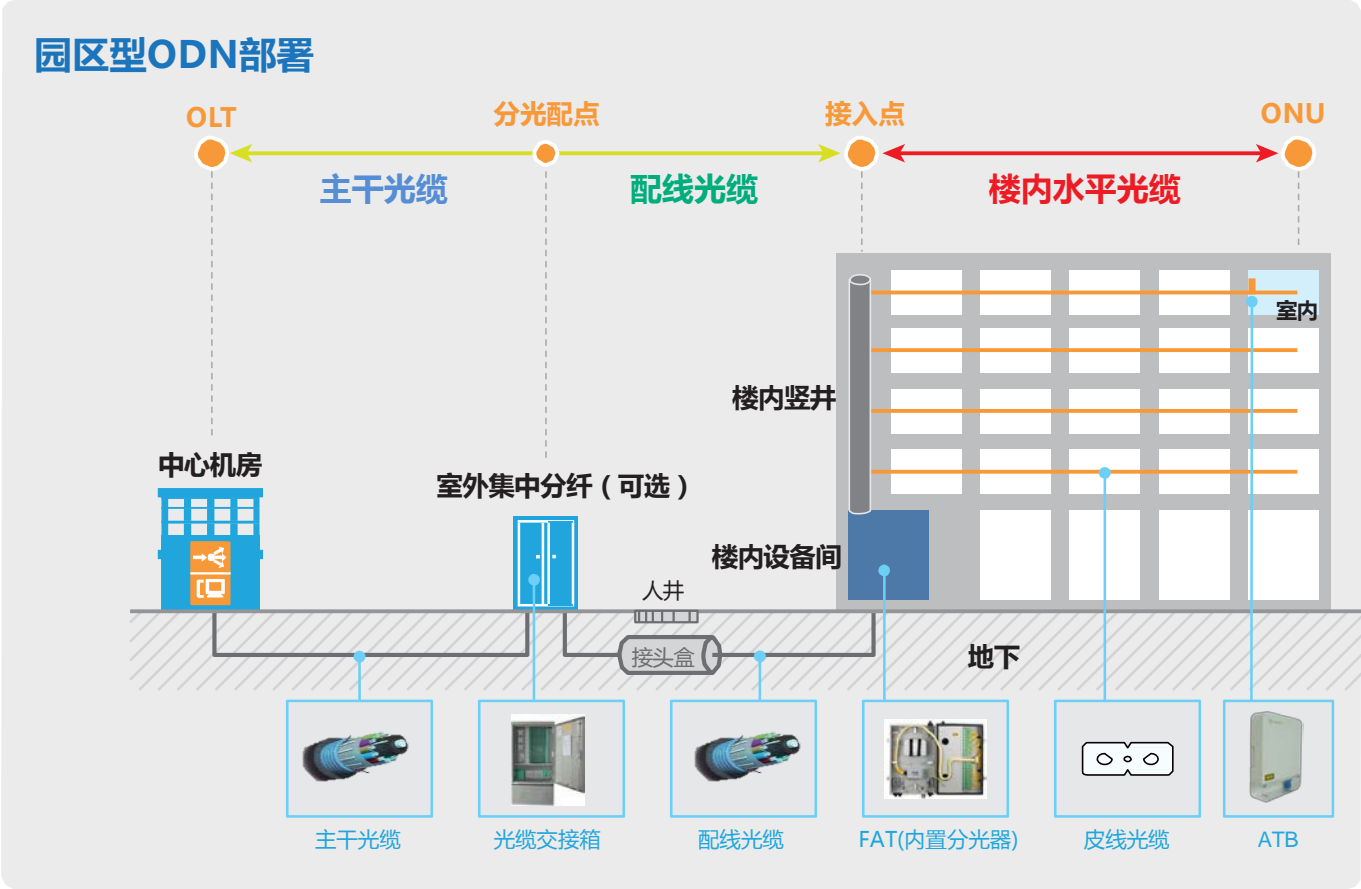 园区型ODN部署
OLT
分光配点
接入点
ONU
主干光缆
配线光缆
楼内水平光缆
室内
楼内竖井
中心机房
室外集中分纤（可选）
楼内设备间
人井
接头盒
地下
主干光缆
光缆交接箱
配线光缆
FAT(内置分光器)
皮线光缆
ATB